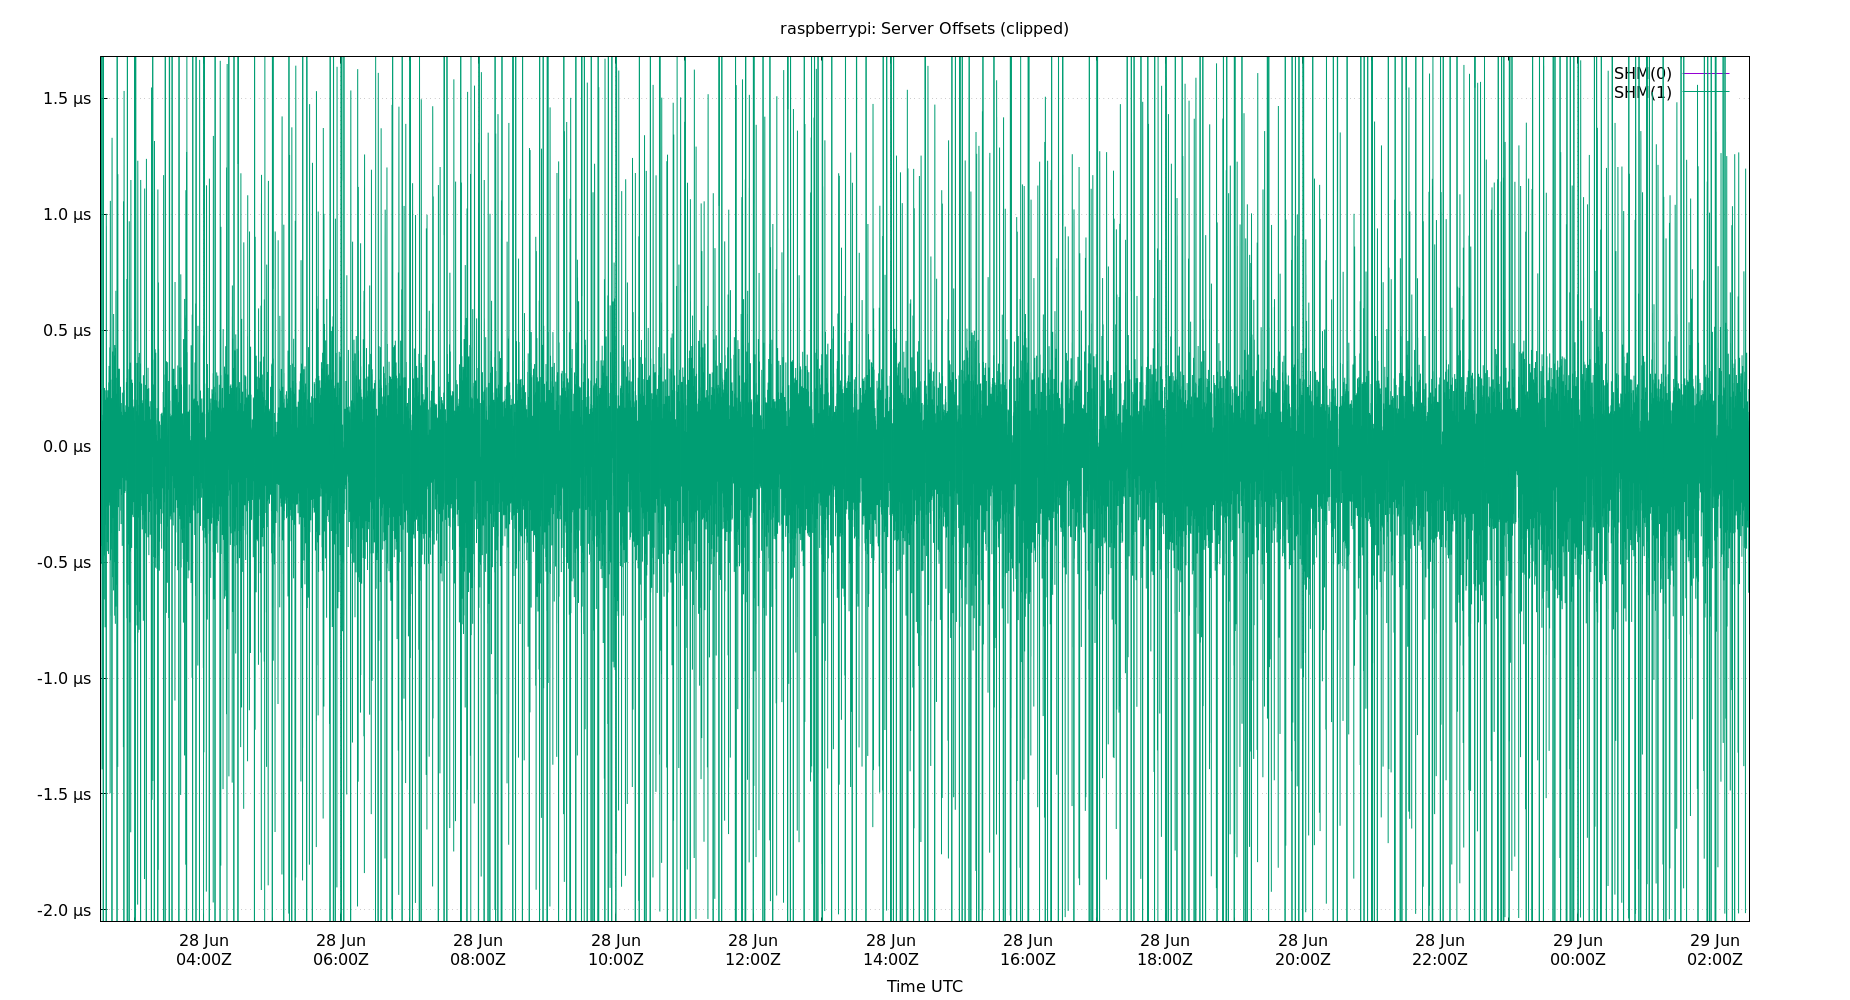 raspberrypi: Server Offsets (clipped)
SHM(0)
SHM(1)
1.5 µs
1.0 µs
0.5 µs
0.0 µs
-0.5 µs
-1.0 µs
-1.5 µs
-2.0 µs
28 Jun 28 Jun 28 Jun 28 Jun 28 Jun 28 Jun 28 Jun 28 Jun 28 Jun 28 Jun 29 Jun 29 Jun
04:00Z 06:00Z 08:00Z 10:00Z 12:00Z 14:00Z 16:00Z 18:00Z 20:00Z 22:00Z 00:00Z 02:00Z
Time UTC